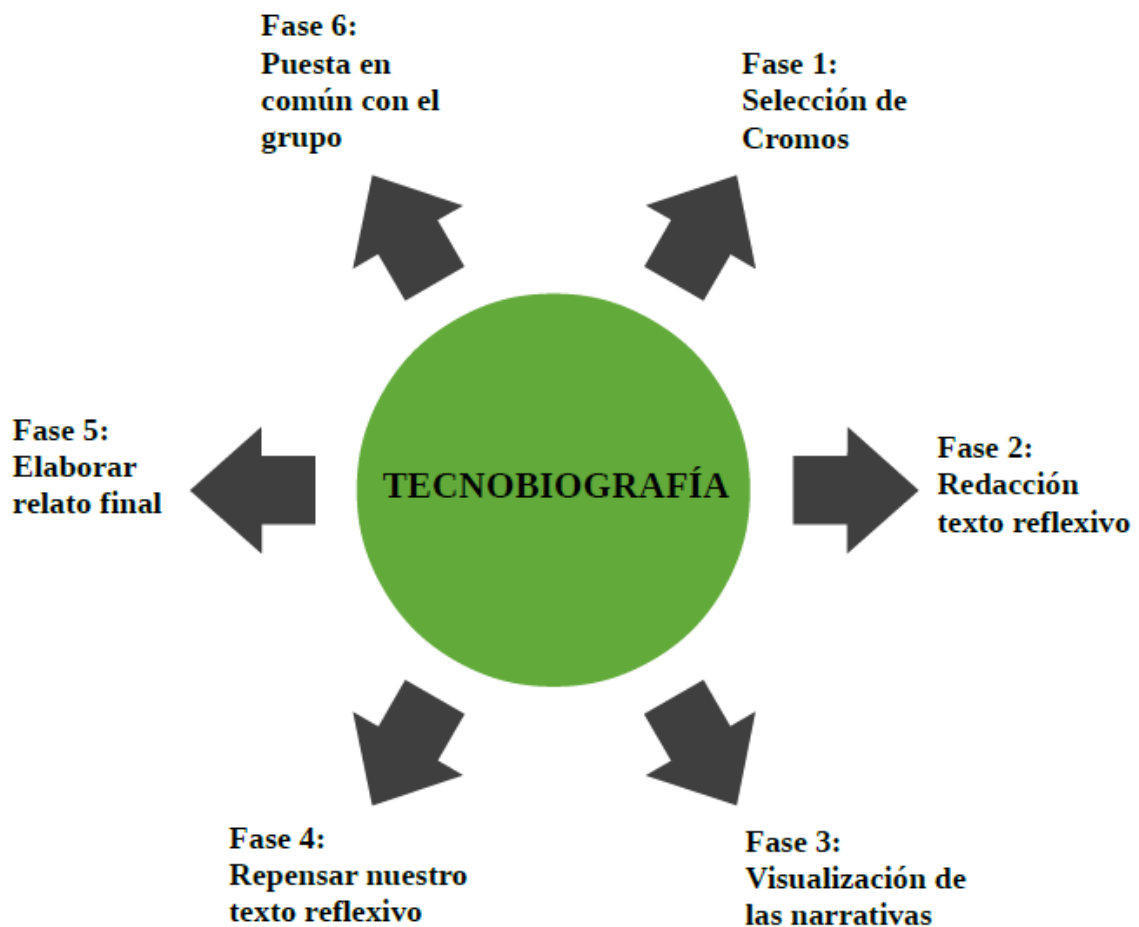 Fase 6:
Puesta en
común con el
grupo
Fase 1:
Selección de
Cromos
Fase 5:
Elaborar
relato final
TECNOBIOGRAFÍA
Fase 2:
Redacción
texto reflexivo
Fase 4:
Repensar nuestro
texto reflexivo
Fase 3:
Visualización de
las narrativas